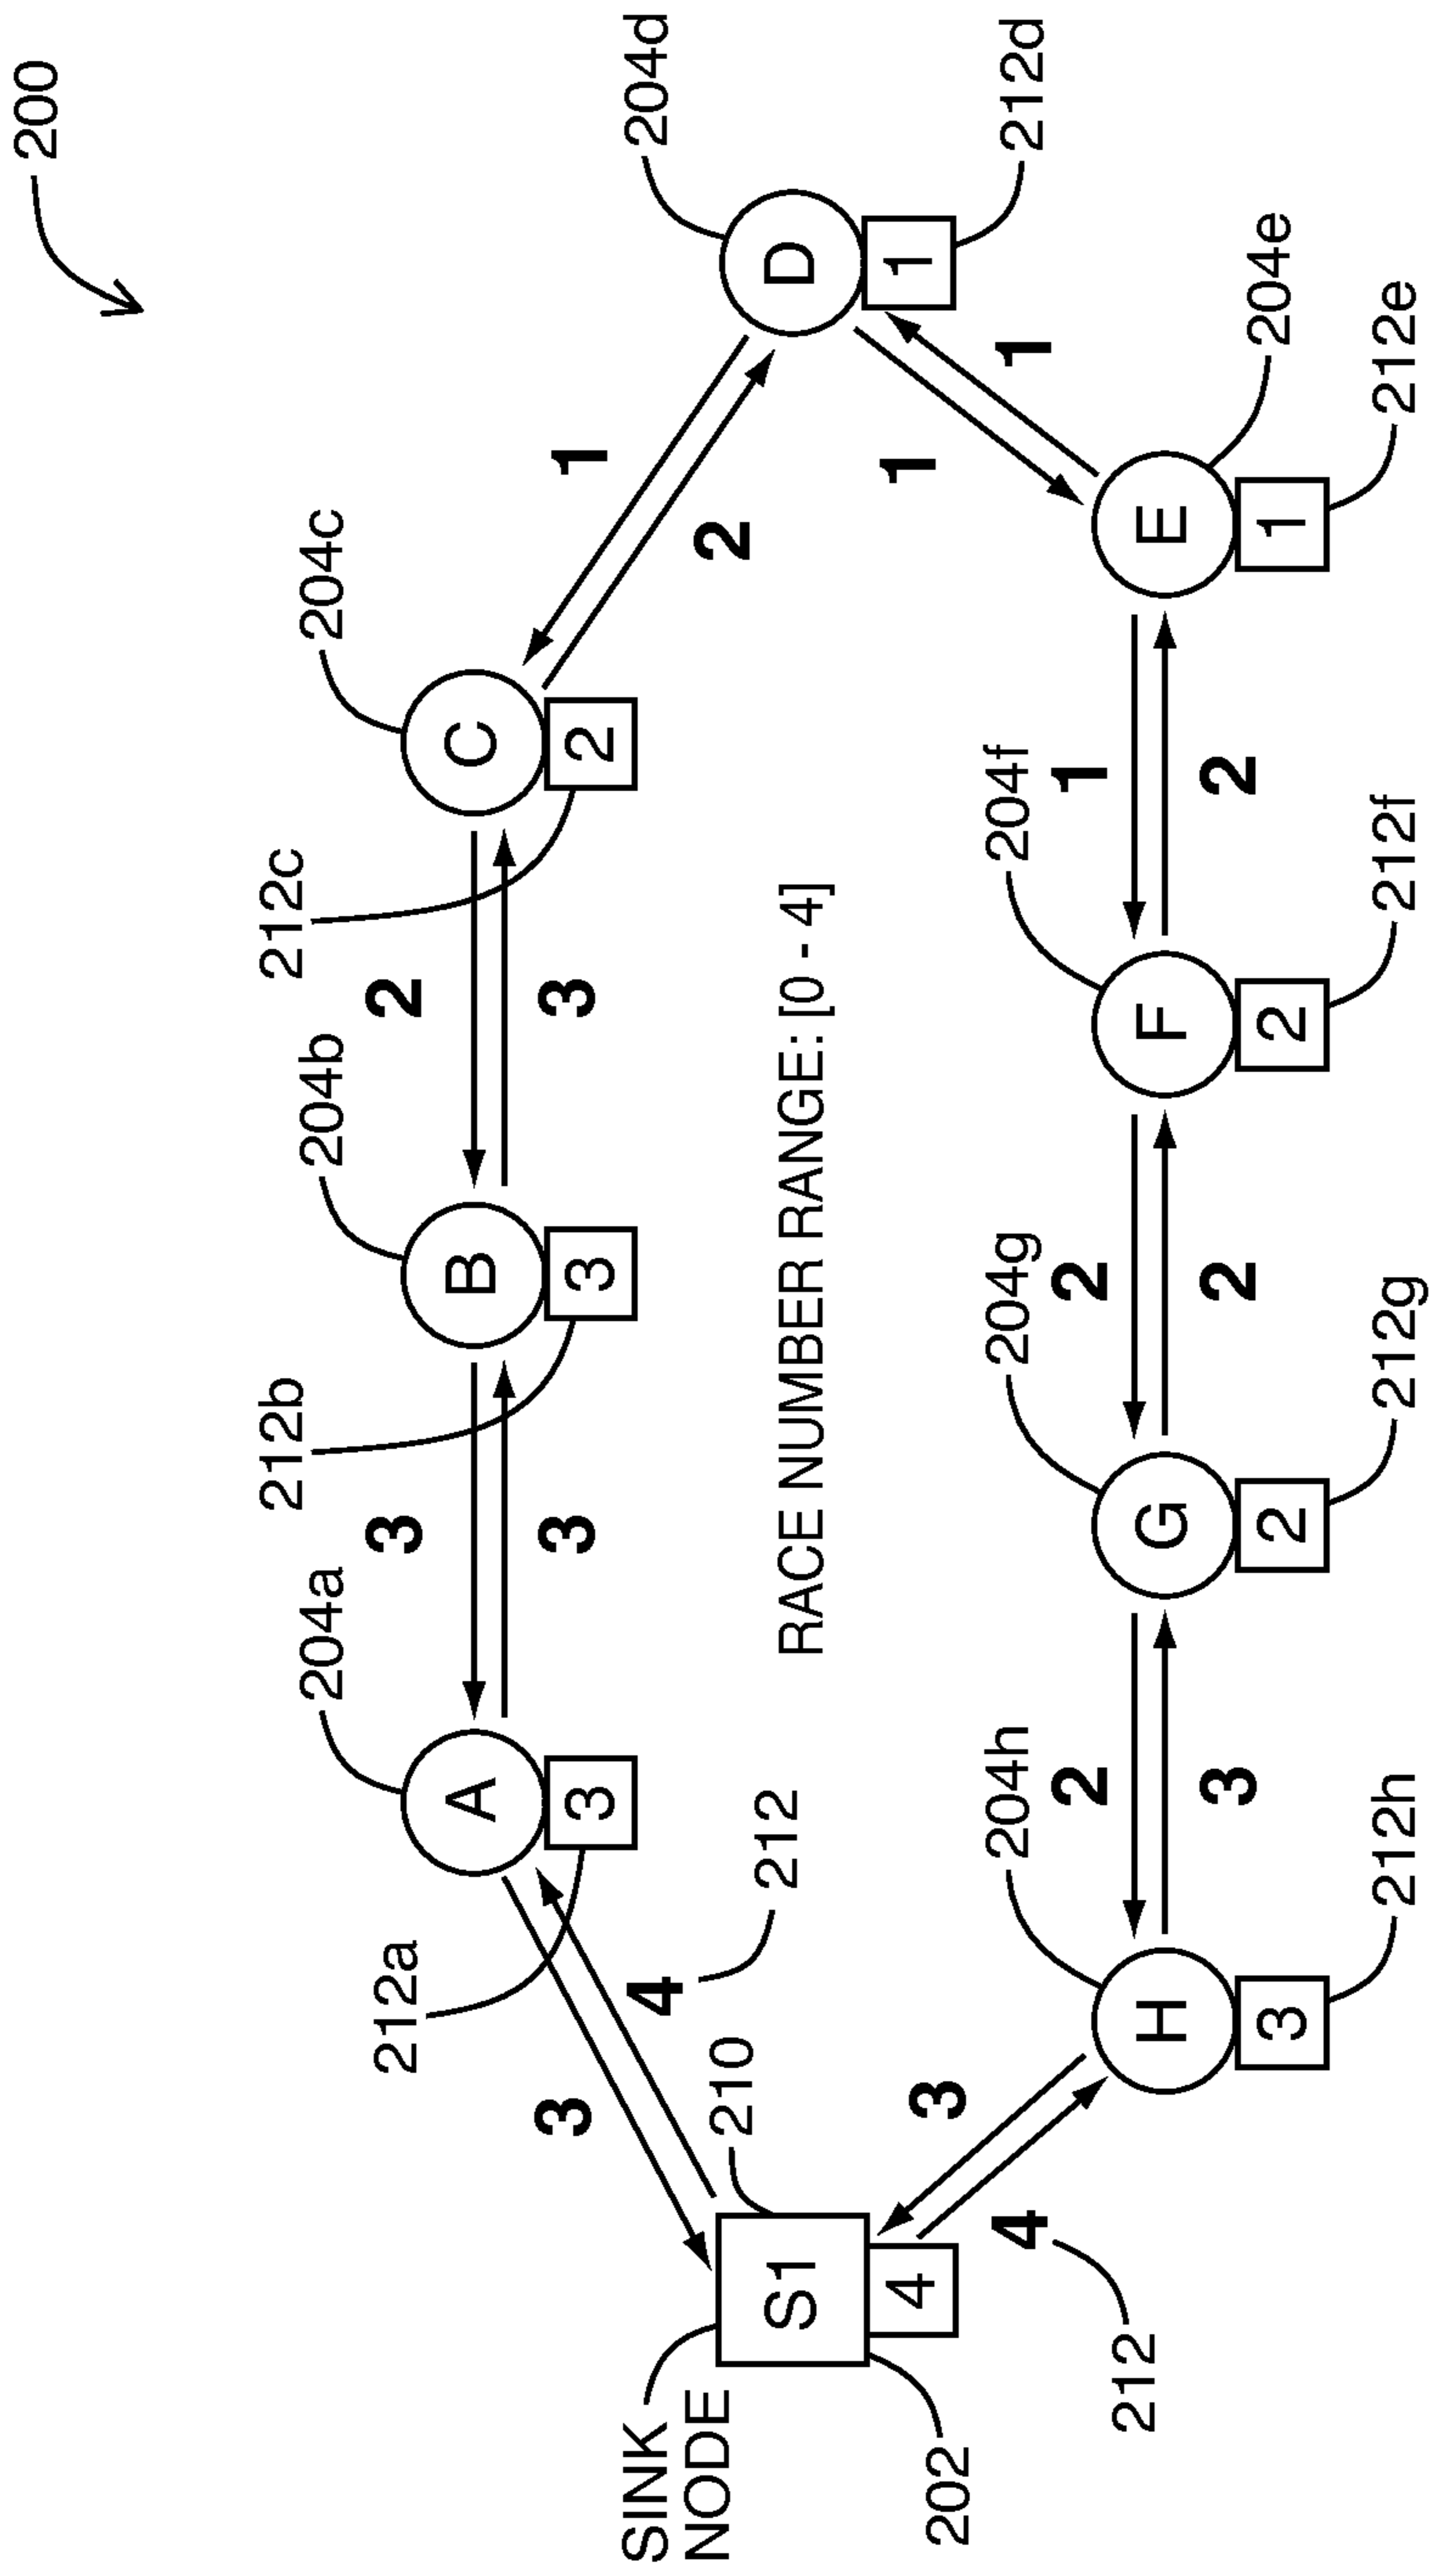 200
204a
204b
204c
204d
A
B
C
D
3
3
2
1
212a
212b
212c
212d
3
4
3
3
2
3
1
2
212
SINK
NODE
S1
4
210
202
RACE NUMBER RANGE: [0 - 4]
3
4
212
2
3
2
2
1
2
1
1
204h
204g
204f
204e
H
G
F
E
3
2
2
1
212h
212g
212f
212e